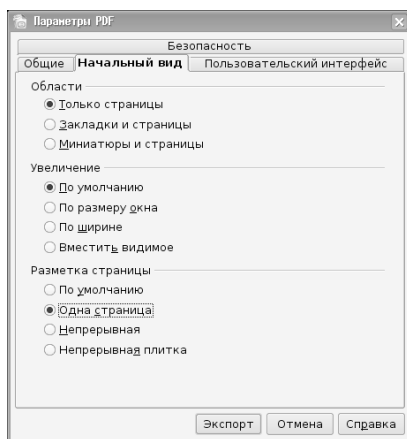 Параметры PDF
Безопасность
Общие Начальный вид Пользовательский интерфейс
Области
Только страницы
Закладки и страницы
Миниатюры и страницы
Увеличение
По умолчанию
По размеру окна
По ширине
Вместить видимое
Разметка страницы
По умолчанию
Одна страница
Непрерывная
Непрерывная плитка
Экспорт Отмена Справка